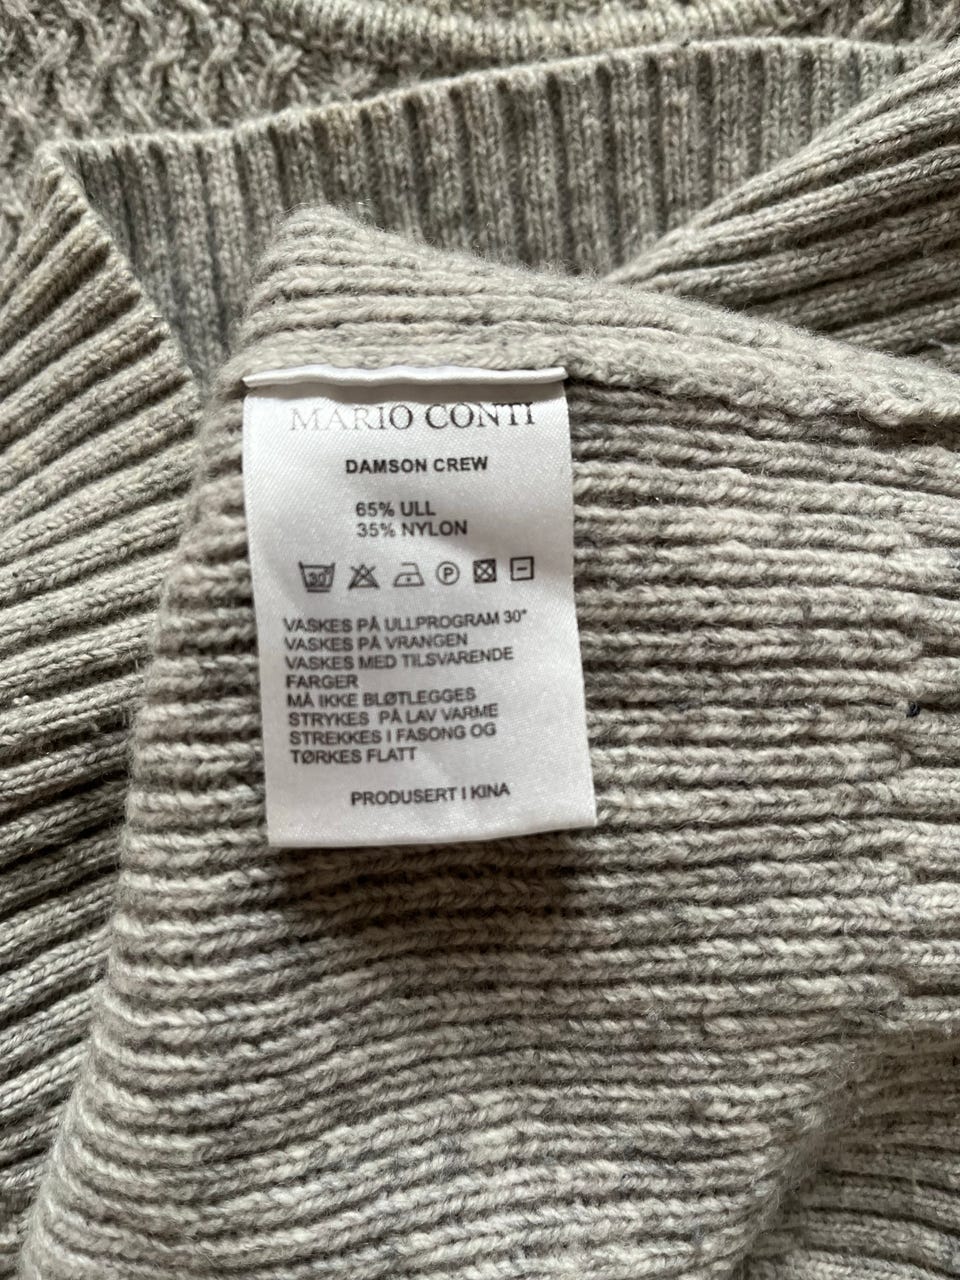 MARIO CONTI
DAMSON CREW
65% ULL
35% NYLON
30°
P
VASKES PÅ ULLPROGRAM 30°
VASKES PÅ VRANGEN
VASKES MED TILSVARENDE
FARGER
MÅ IKKE BLØTLEGGES
STRYKES PÅ LAV VARME
STREKKES I FASONG OG
TØRKES FLATT
PRODUSERT I KINA